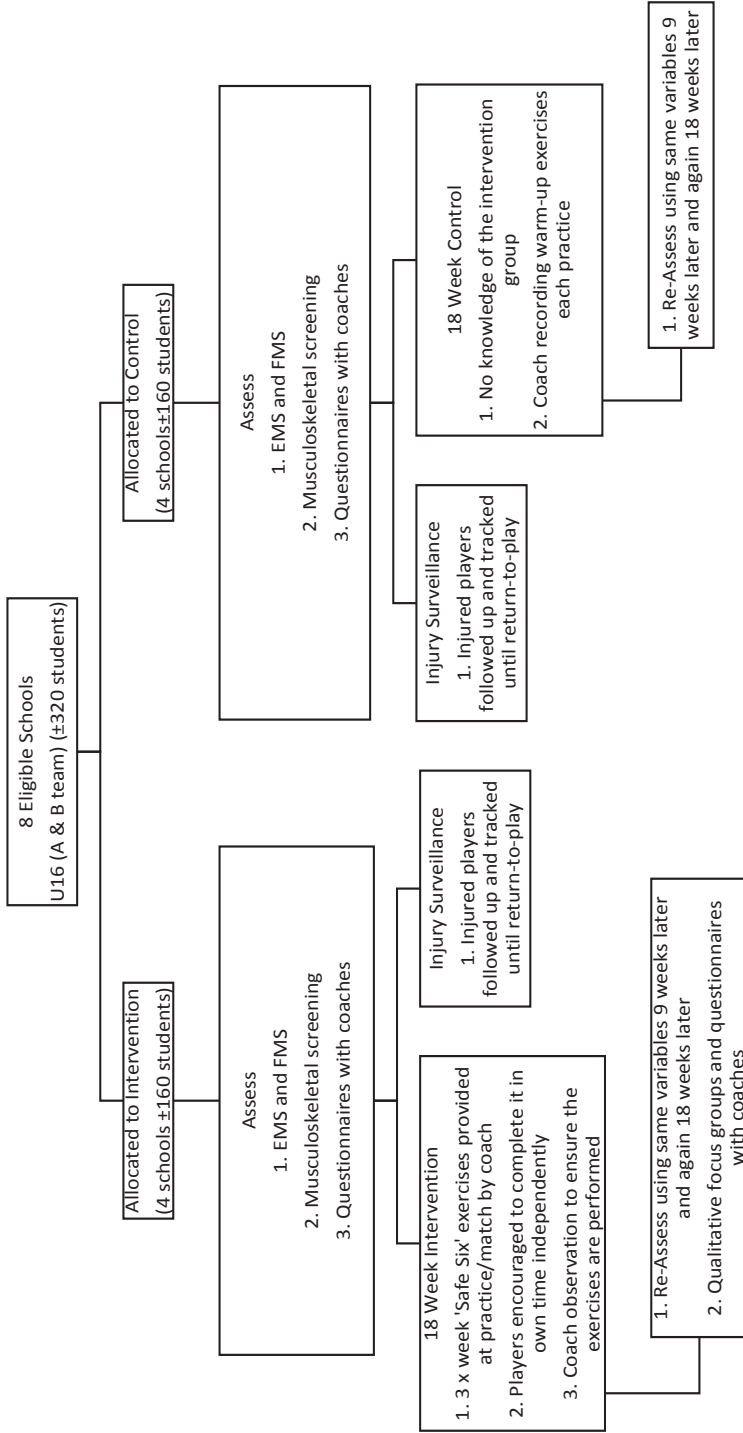 8 Eligible Schools
U16 (A & B team) (±320 students)
Allocated to Intervention
(4 schools ±160 students)
Assess
1. EMS and FMS
2. Musculoskeletal screening
3. Questionnaires with coaches
18 Week Intervention
1. 3 x week 'Safe Six' exercises provided
at practice/match by coach
2. Players encouraged to complete it in
own time independently
3. Coach observation to ensure the
exercises are performed
Injury Surveillance
1. Injured players
followed up and tracked
until return-to-play
1. Re-Assess using same variables 9 weeks later
and again 18 weeks later
2. Qualitative focus groups and questionnaires
with coaches
Allocated to Control
(4 schools±160 students)
Assess
1. EMS and FMS
2. Musculoskeletal screening
3. Questionnaires with coaches
Injury Surveillance
1. Injured players
followed up and tracked
until return-to-play
18 Week Control
1. No knowledge of the intervention
group
2. Coach recording warm-up exercises
each practice
1. Re-Assess using same variables 9
weeks later and again 18 weeks later